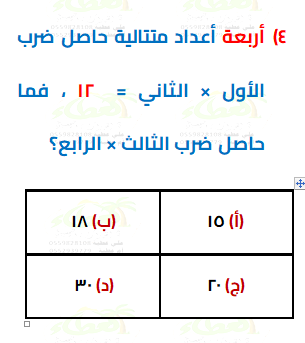 ٤) أربعة أعداد متتالية حاصل ضرب
الأول × الثاني = ١٢ ، فما
حاصل ضرب الثالث × الرابع؟
(أ) ١٥ (ب) ١٨
(ج) ٢٠ (د) ٣٠